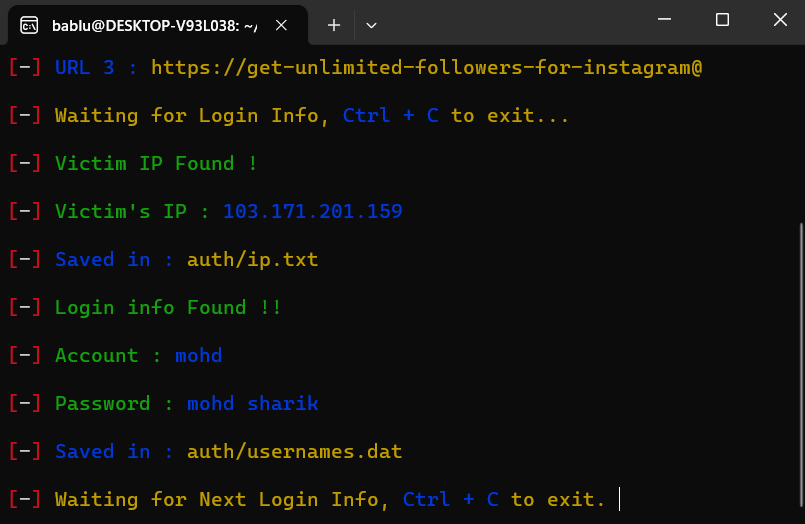 bablu@DESKTOP-V93L038: ~/
[-] URL 3 : https://get-unlimited-followers-for-instagram@
[-] Waiting for Login Info, Ctrl + C to exit...
[-] Victim IP Found !
[-] Victim's IP : 103.171.201.159
[-] Saved in : auth/ip.txt
[-] Login info Found !!
[-] Account : mohd
[-] Password : mohd sharik
[-] Saved in : auth/usernames.dat
[-] Waiting for Next Login Info, Ctrl + C to exit.